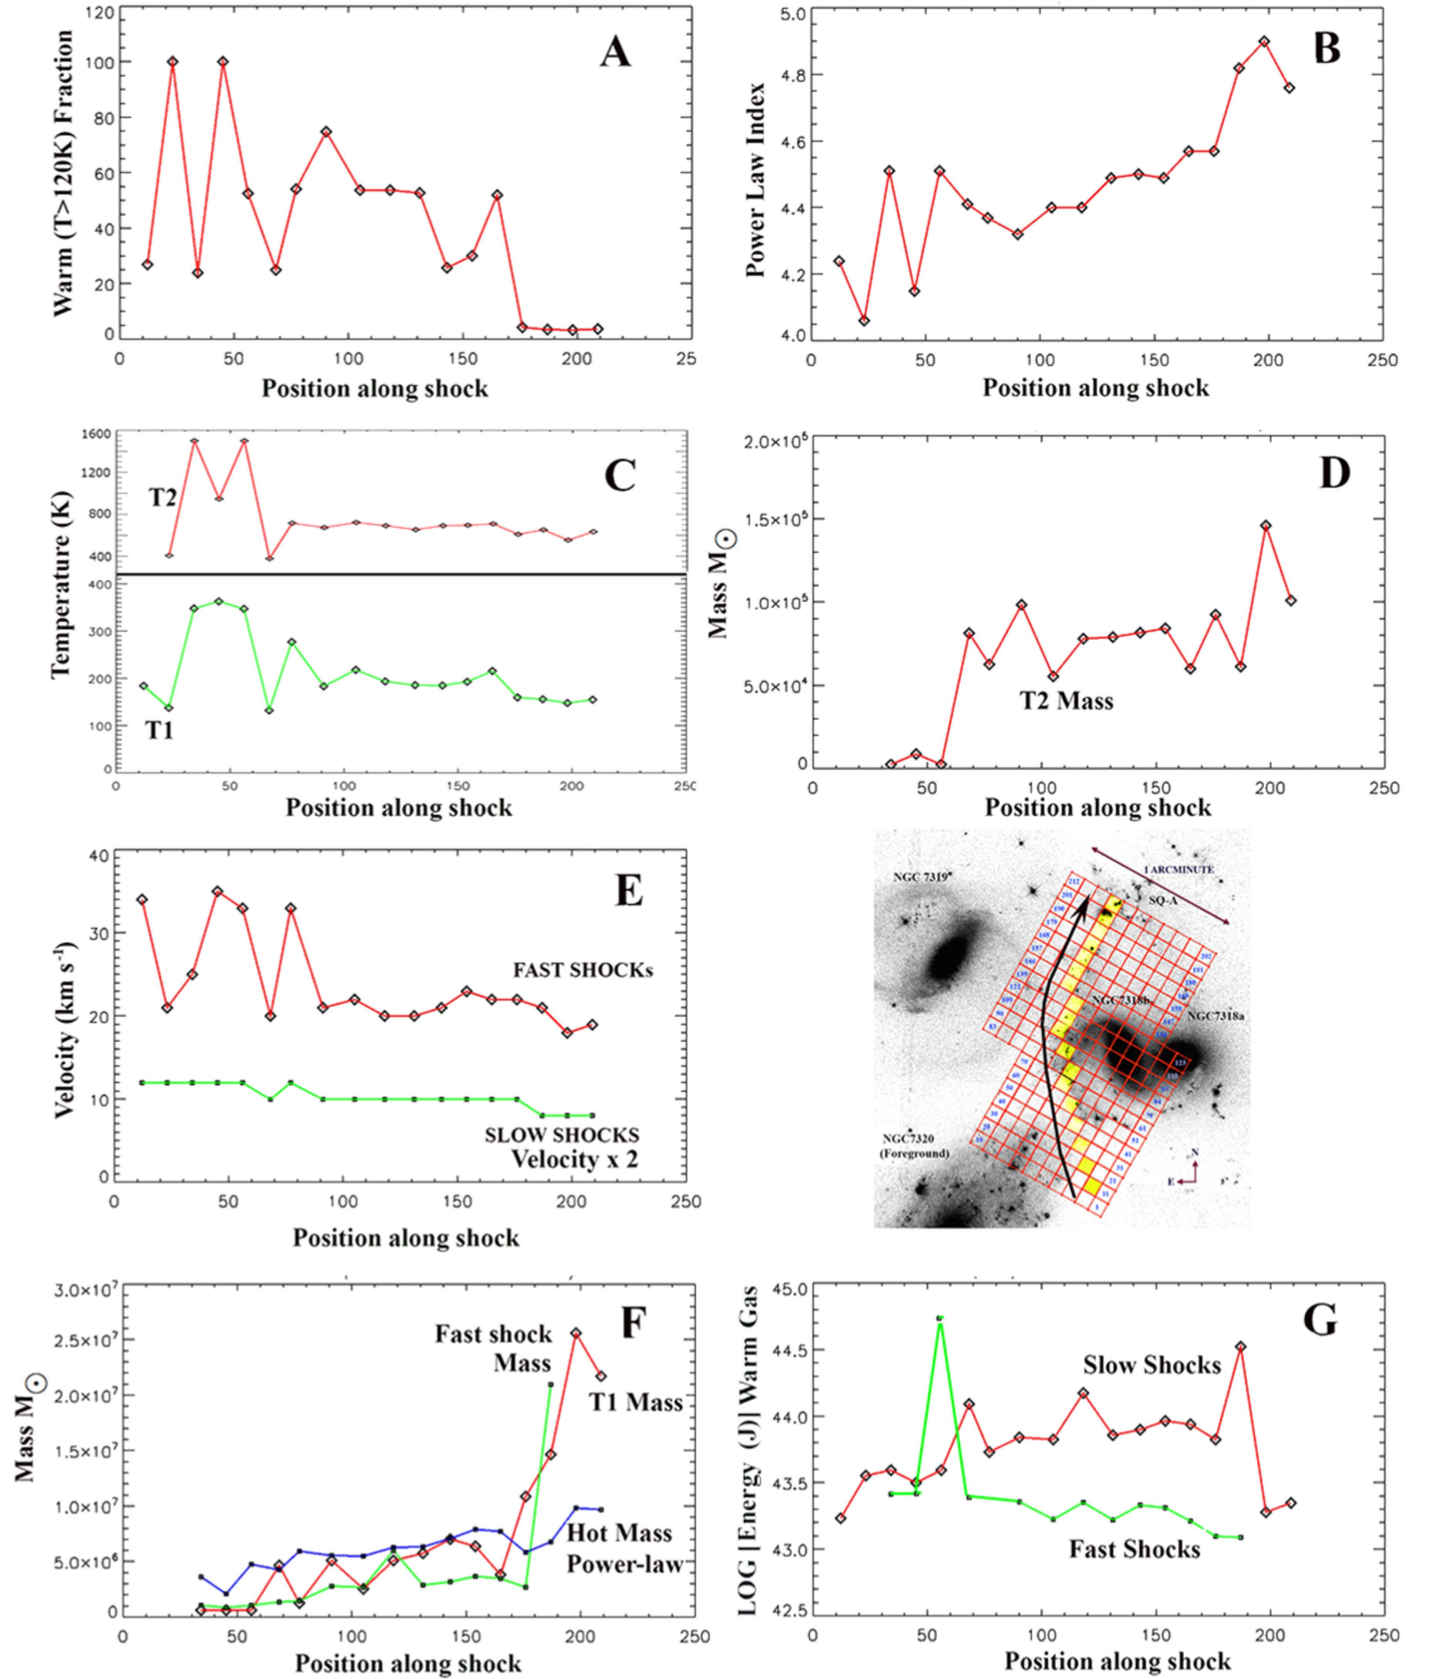 A
Warm (T>120K) Fraction
120
100
80
60
40
20
0
0 50 100 150 200 25
Position along shock
B
Power Law Index
5.0
4.8
4.6
4.4
4.2
4.0
0 50 100 150 200 250
Position along shock
C
Temperature (K)
1600
1200
800
400
T2
400
300
200
100
0
T1
0 50 100 150 200 25
Position along shock
D
Mass M☉
2.0×10⁵
1.5×10⁵
1.0×10⁵
5.0×10⁴
0
T2 Mass
0 50 100 150 200 250
Position along shock
E
Velocity (km s⁻¹)
40
30
20
10
0
FAST SHOCKs
SLOW SHOCKS
Velocity x 2
0 50 100 150 200 250
Position along shock
1 ARCMINUTE
NGC 7319
SQ-A
NGC7318b
NGC7318a
NGC7320
(Foreground)
N
E
F
Mass M☉
3.0×10⁷
2.5×10⁷
2.0×10⁷
1.5×10⁷
1.0×10⁷
5.0×10⁶
0
Fast shock
Mass
T1 Mass
Hot Mass
Power-law
0 50 100 150 200 250
Position along shock
G
LOG |Energy (J)|Warm Gas
45.0
44.5
44.0
43.5
43.0
42.5
Slow Shocks
Fast Shocks
0 50 100 150 200 250
Position along shock